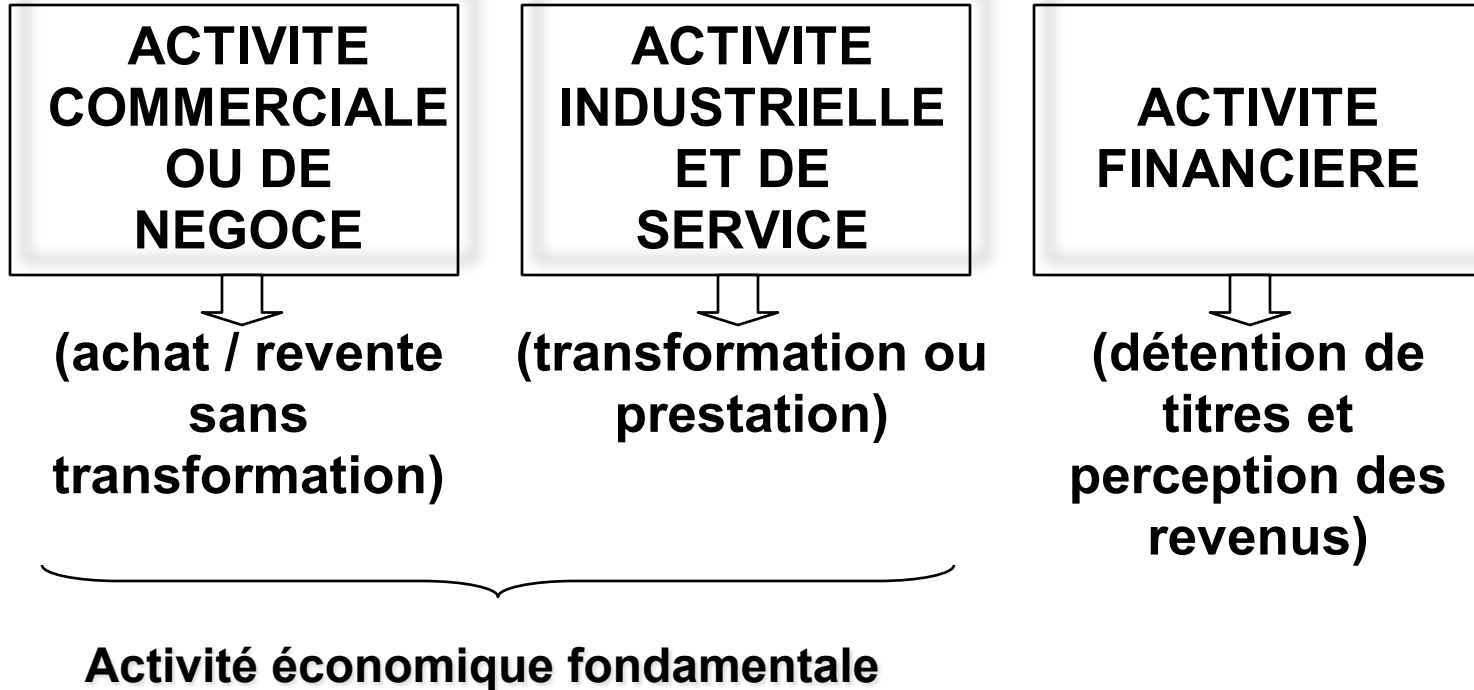 ACTIVITE
COMMERCIALE
OU DE
NEGOCE
(achat / revente
sans
transformation)
ACTIVITE
INDUSTRIELLE
ET DE
SERVICE
(transformation ou
prestation)
ACTIVITE
FINANCIERE
(détention de
titres et
perception des
revenus)
Activité économique fondamentale